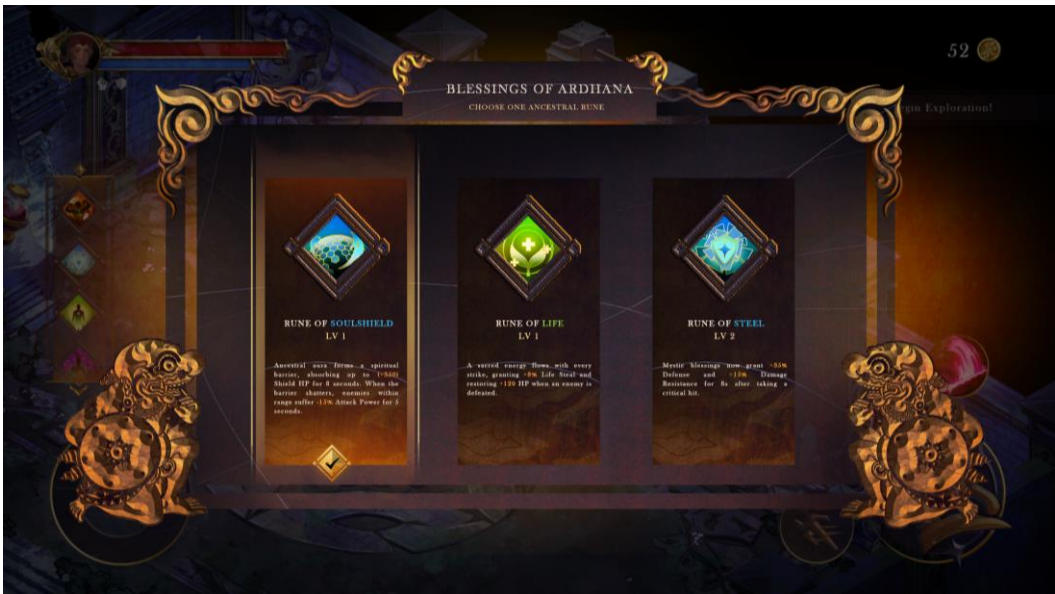 52
BLESSINGS OF ARDHANA
CHOOSE ONE ANCESTRAL RUNE
Exploration!
RUNE OF SOULSHIELD
LV 1
Ancestral aura forms a spiritual
barrier, absorbing up to
Shield HP for 8 seconds. When the
barrier shatters, enemies within
range suffer -15% Attack Power for 5
seconds.
RUNE OF LIFE
LV 1
A sacred energy flows with every
strike, granting Life Steal and
restoring +120 HP when an enemy is
defeated.
RUNE OF STEEL
LV 2
Mystic blessings now grant +35%
Defense and +15% Damage
Resistance for 8s after taking a
critical hit.